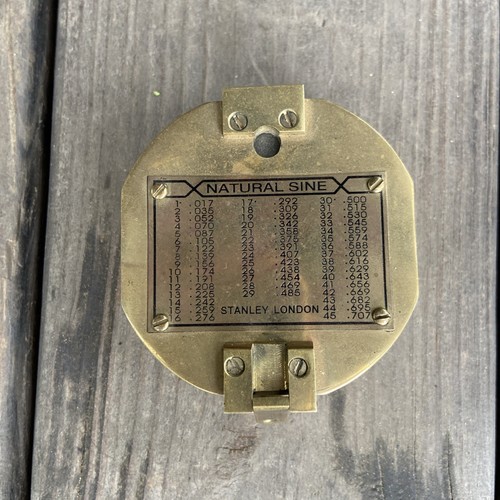 NATURAL SINE
1 .017 17 .292 30 .500
2 .035 18 .309 31 .515
3 .052 19 .326 32 .530
4 .070 20 .342 33 .545
5 .087 21 34 .559
6 .105 22 .375 35 .574
7 .122 23 .391 36 .588
8 .139 24 .407 37 .602
9 .156 25 .423 38 .616
10 .174 26 .438 39 .629
11 .191 27 .454 40 .643
12 .208 28 .469 41 .656
13 .225 29 .485 42 .669
14 .242 43 .682
15 .259 STANLEY LONDON 44 .695
16 .276 45 .707